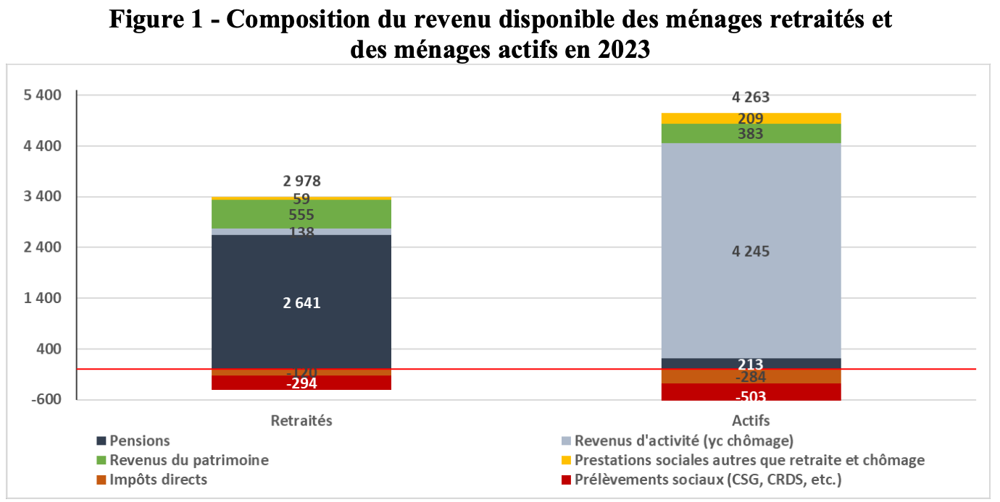 Figure 1 - Composition du revenu disponible des ménages retraités et
des ménages actifs en 2023
5 400
4 400
3 400
2 400
1 400
400
-600
2 978
59
555
138
2 641
-120
-294
4 263
209
383
4 245
213
-284
-503
Retraités
Actifs
Pensions
Revenus d'activité (yc chômage)
Revenus du patrimoine
Prestations sociales autres que retraite et chômage
Impôts directs
Prélèvements sociaux (CSG, CRDS, etc.)